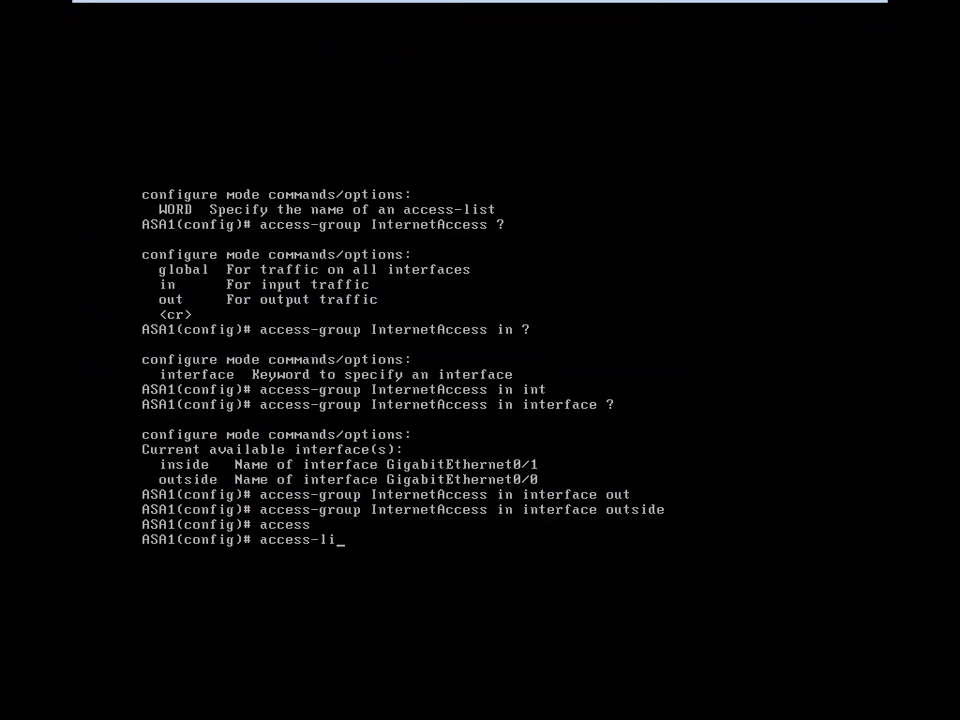 configure mode commands/options:
  WORD  Specify the name of an access-list
ASA1(config)# access-group InternetAccess ?
configure mode commands/options:
  global  For traffic on all interfaces
  in      For input traffic
  out     For output traffic
  <cr>
ASA1(config)# access-group InternetAccess in ?
configure mode commands/options:
  interface  Keyword to specify an interface
ASA1(config)# access-group InternetAccess in int
ASA1(config)# access-group InternetAccess in interface ?
configure mode commands/options:
Current available interface(s):
  inside   Name of interface GigabitEthernet0/1
  outside  Name of interface GigabitEthernet0/0
ASA1(config)# access-group InternetAccess in interface out
ASA1(config)# access-group InternetAccess in interface outside
ASA1(config)# access
ASA1(config)# access-li_